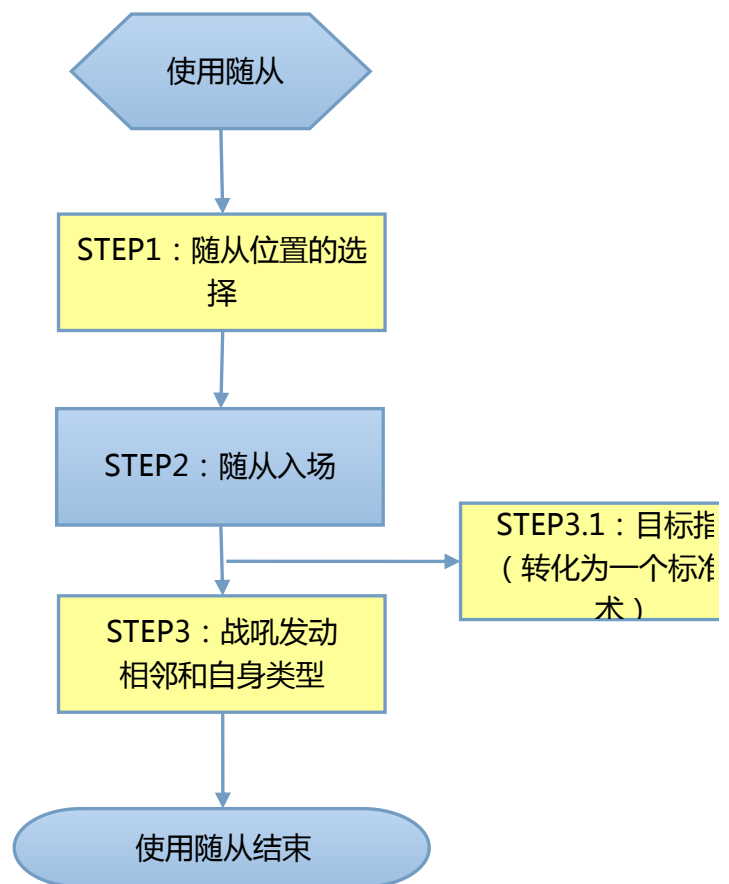 使用随从
STEP1：随从位置的选
择
STEP2：随从入场
STEP3.1：目标指
（转化为一个标准
术）
STEP3：战吼发动
相邻和自身类型
使用随从结束